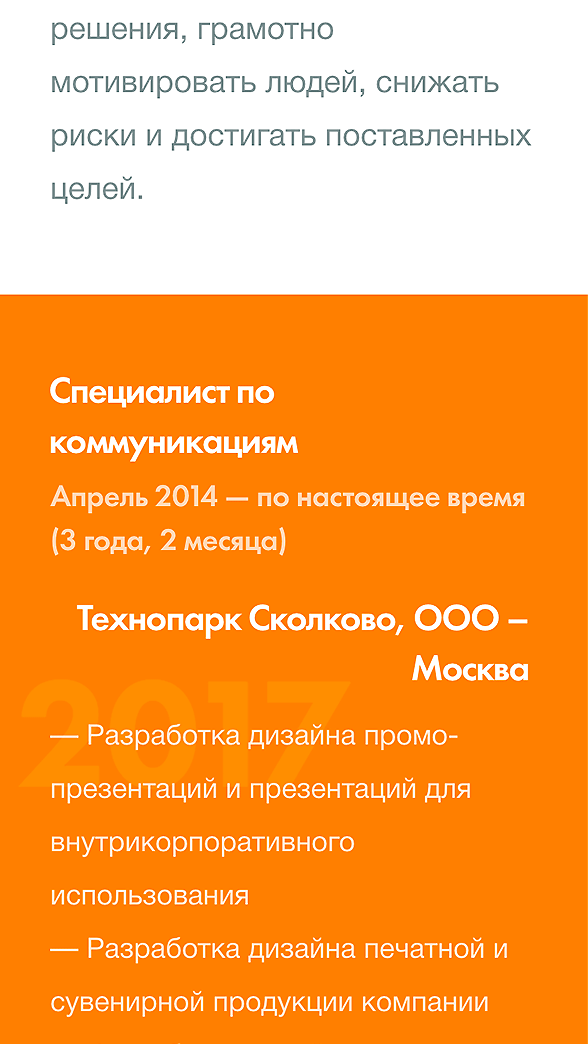 решения, грамотно
мотивировать людей, снижать
риски и достигать поставленных
целей.
Специалист по
коммуникациям
Апрель 2014 — по настоящее время
(3 года, 2 месяца)
Технопарк Сколково, ООО –
Москва
2017
— Разработка дизайна промо-
презентаций и презентаций для
внутрикорпоративного
использования
— Разработка дизайна печатной и
сувенирной продукции компании